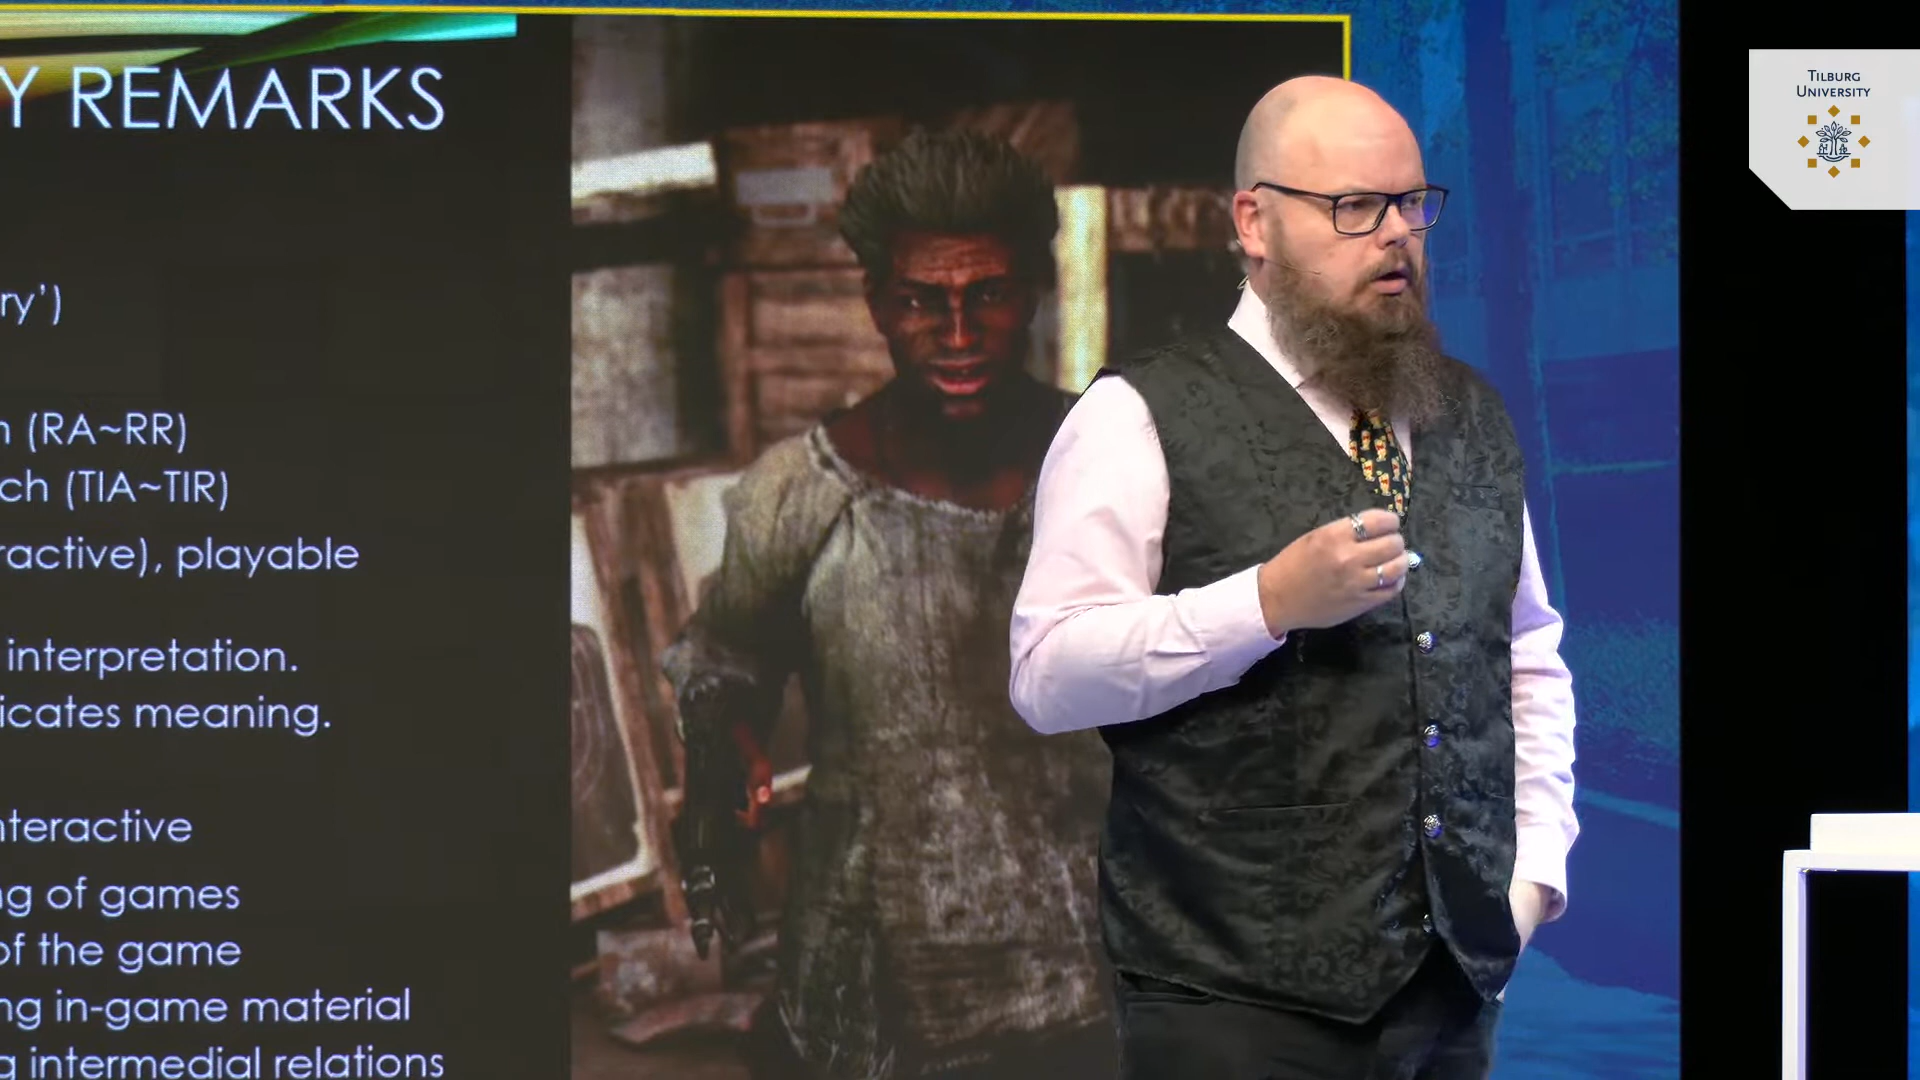 Y REMARKS
ry’)
n (RA~RR)
ch (TIA~TIR)
ractive), playable
interpretation.
icates meaning.
nteractive
ng of games
of the game
ng in-game material
g intermedial relations
TILBURG
UNIVERSITY